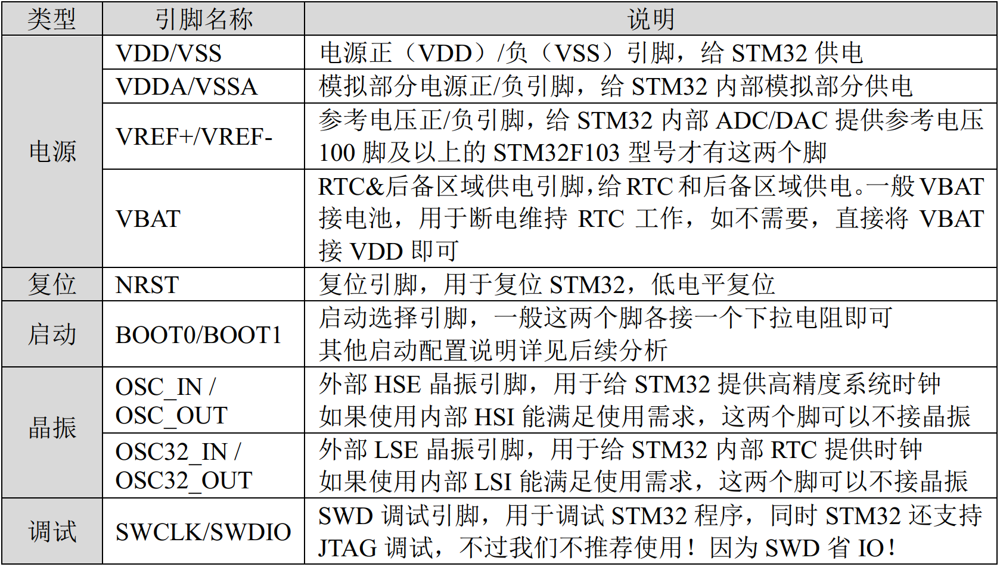 类型 引脚名称 说明
电源
VDD/VSS 电源正（VDD）/负（VSS）引脚，给 STM32 供电
VDDA/VSSA 模拟部分电源正/负引脚，给 STM32 内部模拟部分供电
VREF+/VREF- 参考电压正/负引脚，给 STM32 内部 ADC/DAC 提供参考电压
100 脚及以上的 STM32F103 型号才有这两个脚
VBAT RTC&后备区域供电引脚，给 RTC 和后备区域供电。一般 VBAT
接电池，用于断电维持 RTC 工作，如不需要，直接将 VBAT
接 VDD 即可
复位 NRST 复位引脚，用于复位 STM32，低电平复位
启动 BOOT0/BOOT1 启动选择引脚，一般这两个脚各接一个下拉电阻即可
其他启动配置说明详见后续分析
晶振
OSC_IN /
OSC_OUT
外部 HSE 晶振引脚，用于给 STM32 提供高精度系统时钟
如果使用内部 HSI 能满足使用需求，这两个脚可以不接晶振
OSC32_IN /
OSC32_OUT
外部 LSE 晶振引脚，用于给 STM32 内部 RTC 提供时钟
如果使用内部 LSI 能满足使用需求，这两个脚可以不接晶振
调试 SWCLK/SWDIO SWD 调试引脚，用于调试 STM32 程序，同时 STM32 还支持
JTAG 调试，不过我们不推荐使用！因为 SWD 省 IO！